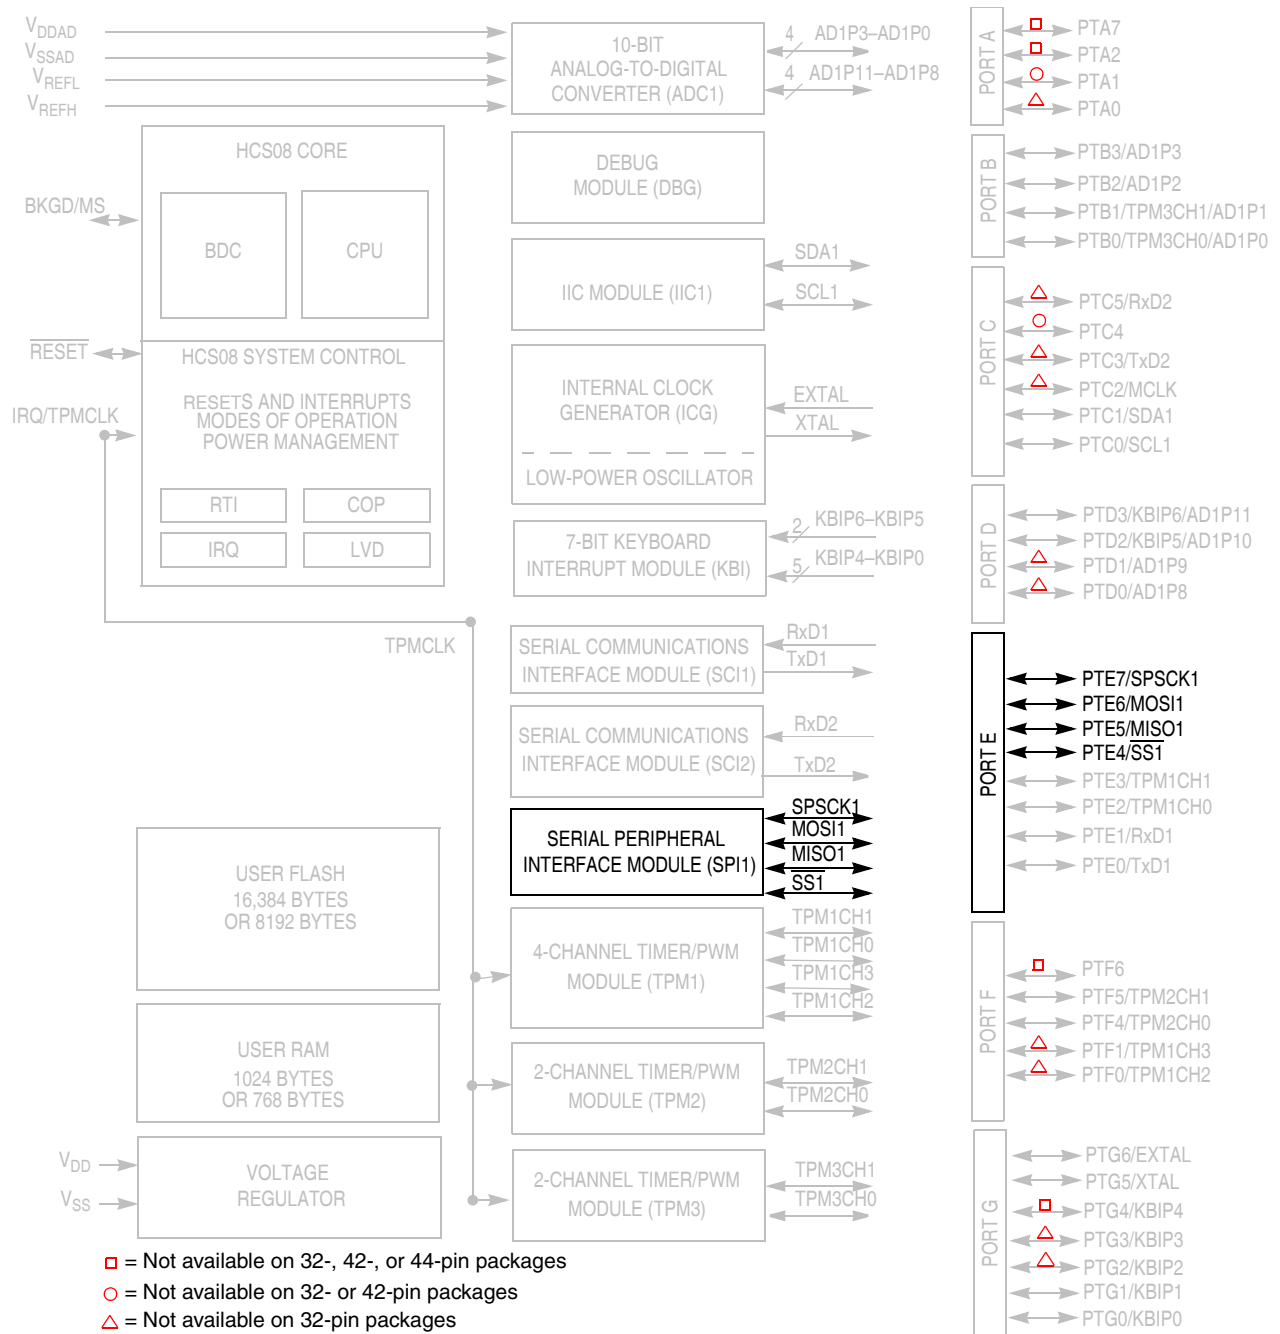 VDDAD
VSSAD
VREFL
VREFH
10-BIT
ANALOG-TO-DIGITAL
CONVERTER (ADC1)
4 AD1P3–AD1P0
4 AD1P11–AD1P8
HCS08 CORE
BDC
CPU
BKGD/MS
RESET
HCS08 SYSTEM CONTROL
RESETS AND INTERRUPTS
MODES OF OPERATION
POWER MANAGEMENT
IRQ/TPMCLK
RTI
COP
IRQ
LVD
TPMCLK
DEBUG
MODULE (DBG)
IIC MODULE (IIC1)
SDA1
SCL1
INTERNAL CLOCK
GENERATOR (ICG)
LOW-POWER OSCILLATOR
EXTAL
XTAL
7-BIT KEYBOARD
INTERRUPT MODULE (KBI)
2 KBIP6–KBIP5
5 KBIP4–KBIP0
SERIAL COMMUNICATIONS
INTERFACE MODULE (SCI1)
RxD1
TxD1
SERIAL COMMUNICATIONS
INTERFACE MODULE (SCI2)
RxD2
TxD2
SERIAL PERIPHERAL
INTERFACE MODULE (SPI1)
SPSCK1
MOSI1
MISO1
SS1
USER FLASH
16,384 BYTES
OR 8192 BYTES
4-CHANNEL TIMER/PWM
MODULE (TPM1)
TPM1CH1
TPM1CH0
TPM1CH3
TPM1CH2
USER RAM
1024 BYTES
OR 768 BYTES
2-CHANNEL TIMER/PWM
MODULE (TPM2)
TPM2CH1
TPM2CH0
VDD
VSS
VOLTAGE
REGULATOR
2-CHANNEL TIMER/PWM
MODULE (TPM3)
TPM3CH1
TPM3CH0
PORT A
PTA7
PTA2
PTA1
PTA0
PORT B
PTB3/AD1P3
PTB2/AD1P2
PTB1/TPM3CH1/AD1P1
PTB0/TPM3CH0/AD1P0
PORT C
PTC5/RxD2
PTC4
PTC3/TxD2
PTC2/MCLK
PTC1/SDA1
PTC0/SCL1
PORT D
PTD3/KBIP6/AD1P11
PTD2/KBIP5/AD1P10
PTD1/AD1P9
PTD0/AD1P8
PORT E
PTE7/SPSCK1
PTE6/MOSI1
PTE5/MISO1
PTE4/SS1
PTE3/TPM1CH1
PTE2/TPM1CH0
PTE1/RxD1
PTE0/TxD1
PORT F
PTF6
PTF5/TPM2CH1
PTF4/TPM2CH0
PTF1/TPM1CH3
PTF0/TPM1CH2
PORT G
PTG6/EXTAL
PTG5/XTAL
PTG4/KBIP4
PTG3/KBIP3
PTG2/KBIP2
PTG1/KBIP1
PTG0/KBIP0
= Not available on 32-, 42-, or 44-pin packages
= Not available on 32- or 42-pin packages
= Not available on 32-pin packages